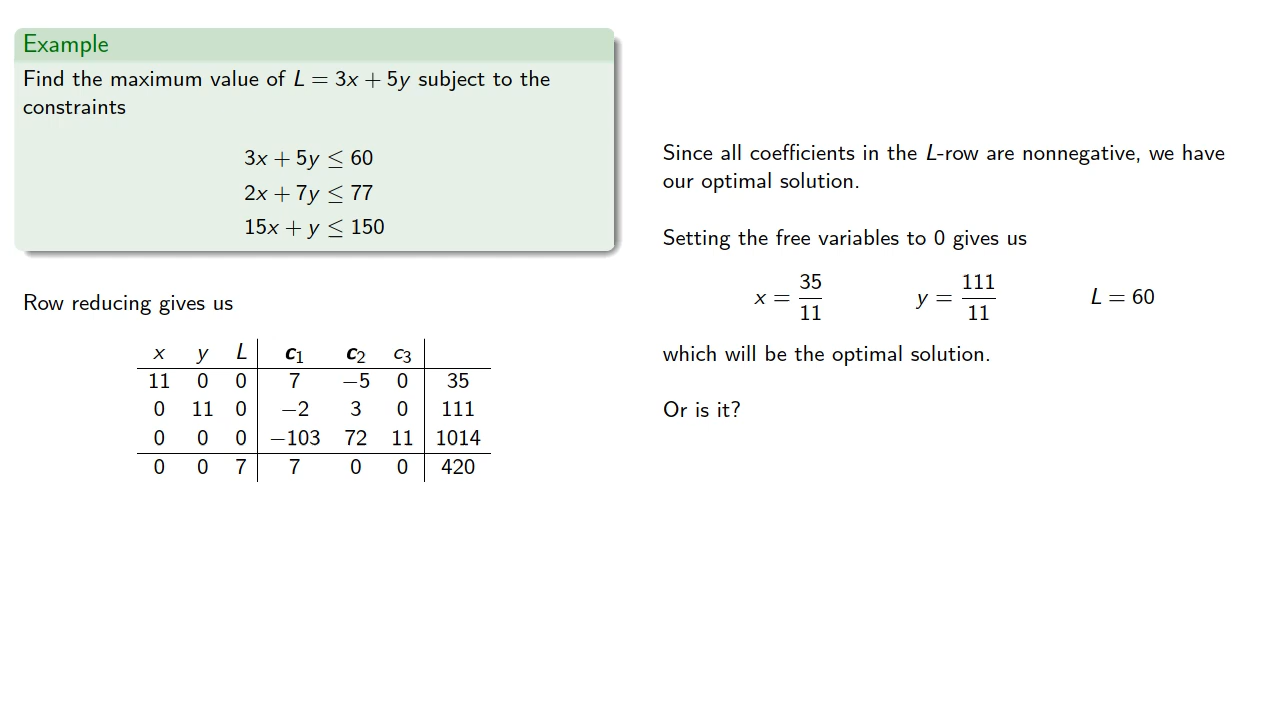 Example
Find the maximum value of L = 3x + 5y subject to the
constraints
3x + 5y ≤ 60
2x + 7y ≤ 77
15x + y ≤ 150
Row reducing gives us
x y L c₁ c₂ c₃
11 0 0 7 −5 0 35
0 11 0 −2 3 0 111
0 0 0 −103 72 11 1014
0 0 7 7 0 0 420
Since all coefficients in the L-row are nonnegative, we have
our optimal solution.
Setting the free variables to 0 gives us
x = 35/11 y = 111/11 L = 60
which will be the optimal solution.
Or is it?